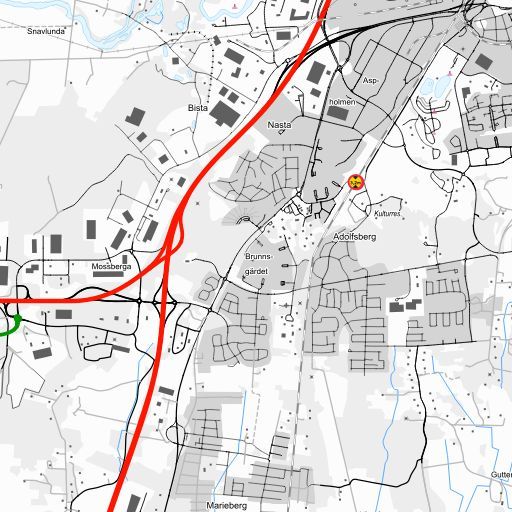 Snavlunda
Asp-
holmen
Bista
Nasta
Kulturres.
Adolfsberg
Brunns-
gärdet
Mossberga
Gutter
Marieberg